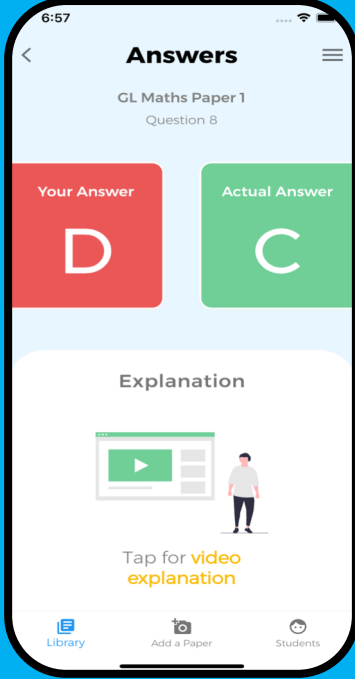 6:57
Answers
GL Maths Paper 1
Question 8
Your Answer
Actual Answer
D
C
Explanation
Tap for video
explanation
Library
Add a Paper
Students